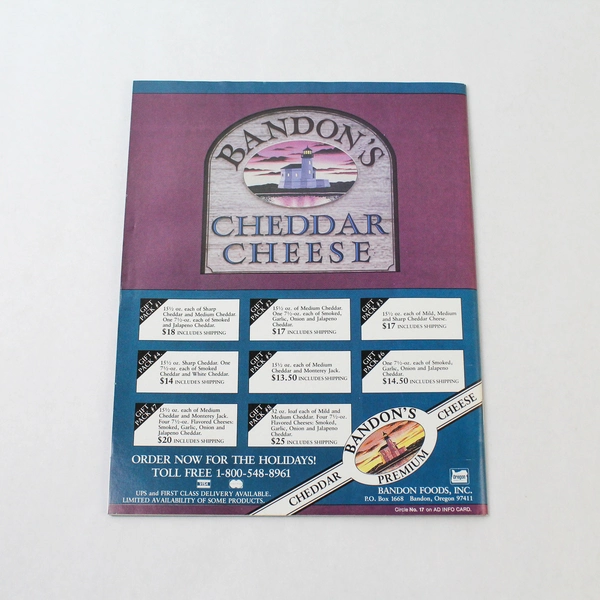 BANDON'S
CHEDDAR
CHEESE
GIFT PACK #1
15½ oz. each of Sharp
Cheddar and Medium Cheddar.
One 7½-oz. each of Smoked
and Jalapeno Cheddar.
$18 INCLUDES SHIPPING
GIFT PACK #2
15½ oz. of Medium Cheddar.
One 7½-oz. each of Smoked,
Garlic, Onion and Jalapeno
Cheddar.
$17 INCLUDES SHIPPING
GIFT PACK #3
15½ oz. each of Mild, Medium
and Sharp Cheddar Cheese.
$17 INCLUDES SHIPPING
GIFT PACK #4
15½ oz. Sharp Cheddar. One
7½-oz. each of Smoked
Cheddar and White Cheddar.
$14 INCLUDES SHIPPING
GIFT PACK #5
15½ oz. each of Medium
Cheddar and Monterey Jack.
$13.50 INCLUDES SHIPPING
GIFT PACK #6
One 7½-oz. each of Smoked,
Garlic, Onion and Jalapeno
Cheddar.
$14.50 INCLUDES SHIPPING
GIFT PACK #7
15½ oz. each of Medium
Cheddar and Monterey Jack.
Four 7½-oz. Flavored Cheeses:
Smoked, Garlic, Onion and
Jalapeno Cheddar.
$20 INCLUDES SHIPPING
GIFT PACK #8
32 oz. loaf each of Mild and
Medium Cheddar. Four 7½-oz.
Flavored Cheeses: Smoked,
Garlic, Onion and Jalapeno
Cheddar.
$25 INCLUDES SHIPPING
BANDON'S
CHEDDAR CHEESE
PREMIUM
ORDER NOW FOR THE HOLIDAYS!
TOLL FREE 1-800-548-8961
VISA
UPS and FIRST CLASS DELIVERY AVAILABLE.
LIMITED AVAILABILITY OF SOME PRODUCTS.
oregon
BANDON FOODS, INC.
P.O. Box 1668 Bandon, Oregon 97411
Circle No. 17 on AD INFO CARD.